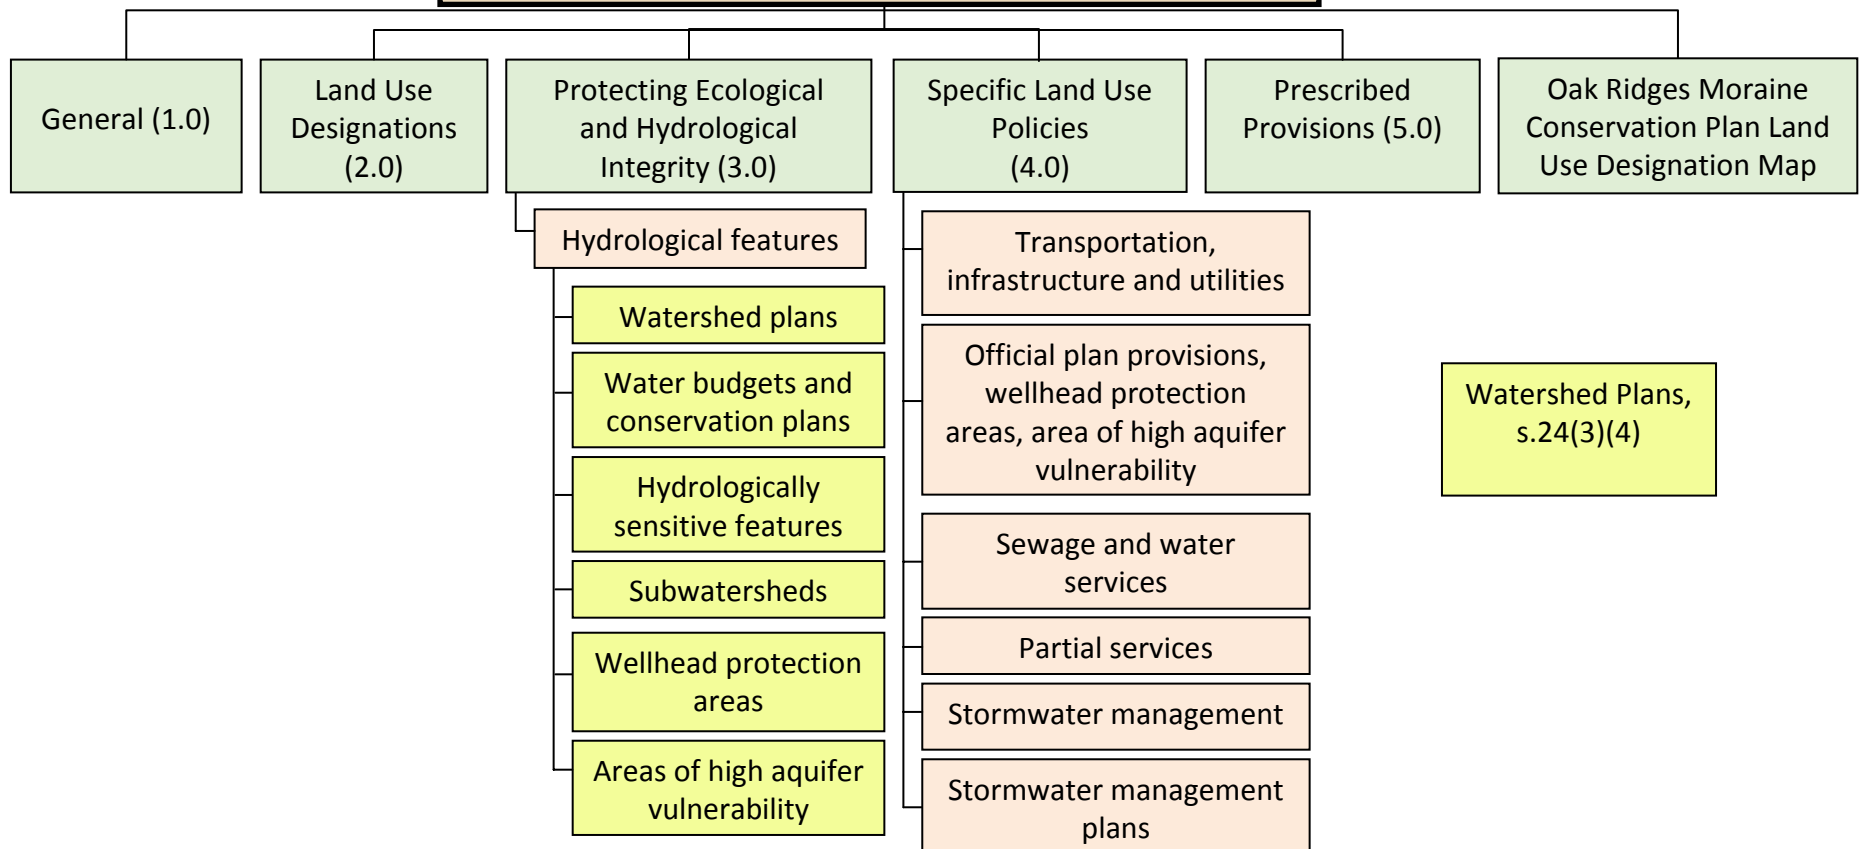 General (1.0)
Land Use
Designations
(2.0)
Protecting Ecological
and Hydrological
Integrity (3.0)
Specific Land Use
Policies
(4.0)
Prescribed
Provisions (5.0)
Oak Ridges Moraine
Conservation Plan Land
Use Designation Map
Hydrological features
Watershed plans
Water budgets and
conservation plans
Hydrologically
sensitive features
Subwatersheds
Wellhead protection
areas
Areas of high aquifer
vulnerability
Transportation,
infrastructure and utilities
Official plan provisions,
wellhead protection
areas, area of high aquifer
vulnerability
Sewage and water
services
Partial services
Stormwater management
Stormwater management
plans
Watershed Plans,
s.24(3)(4)